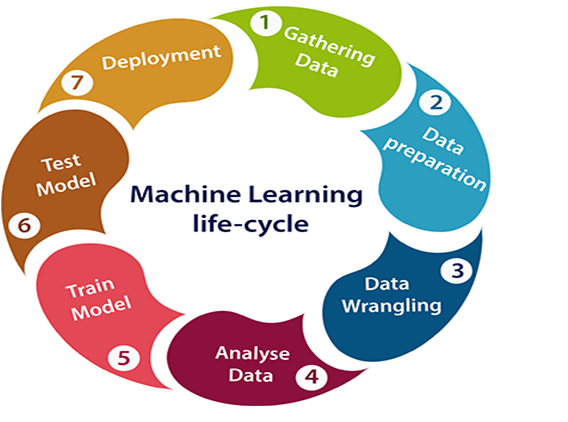 Machine Learning
life-cycle
1
Gathering
Data
2
Data
preparation
3
Data
Wrangling
Analyse
Data
4
Train
Model
5
Test
Model
6
Deployment
7